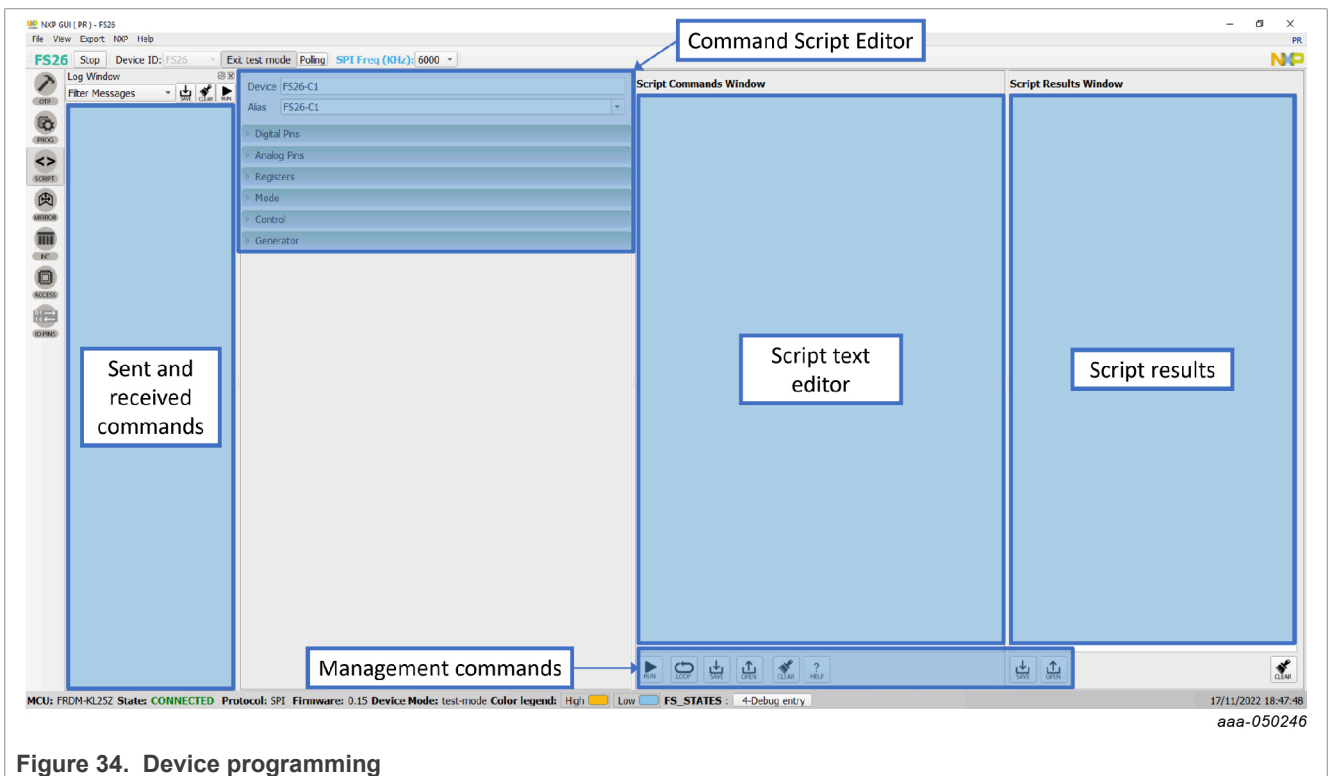 NXP GUI ( PR ) - FS26
File View Export NXP Help
PR
FS26 Stop Device ID: FS26 Exit test mode Poling SPI Freq (KHz): 6000
NXP
Command Script Editor
Log Window
Filter Messages
SAVE CLEAR RUN
OTP
PROG
SCRIPT
MIRROR
INT
ACCESS
IO PINS
Device FS26-C1
Alias FS26-C1
Digital Pins
Analog Pins
Registers
Mode
Control
Generator
Script Commands Window
Script Results Window
Sent and
received
commands
Script text
editor
Script results
Management commands
RUN LOOP SAVE OPEN CLEAR ? HELP
SAVE OPEN
CLEAR
MCU: FRDM-KL25Z State: CONNECTED Protocol: SPI Firmware: 0.15 Device Mode: test-mode Color legend: High Low FS_STATES : 4-Debug entry 17/11/2022 18:47:48
aaa-050246
Figure 34. Device programming